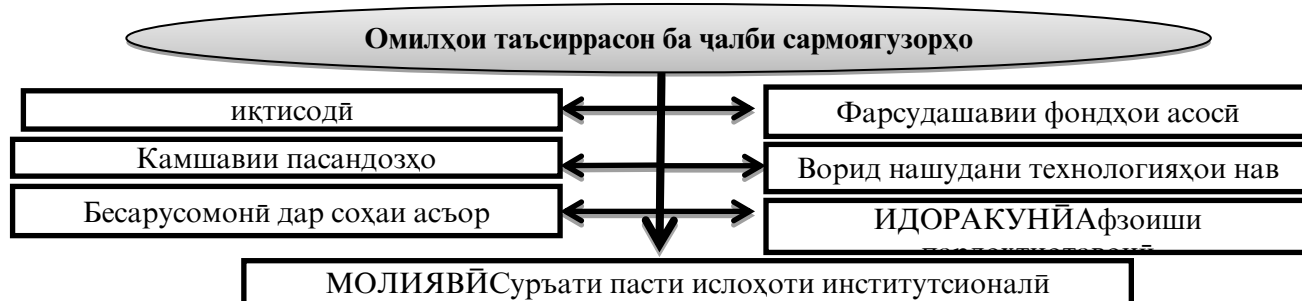 Омилҳои таъсиррасон ба ҷалби сармоягузорҳо
иқтисодӣ
Фарсудашавии фондҳои асосӣ
Камшавии пасандозҳо
Ворид нашудани технологияҳои нав
Бесарусомонӣ дар соҳаи асъор
ИДОРАКУНӢАфзоиши
МОЛИЯВӢСуръати пасти ислоҳоти институтсионалӣ